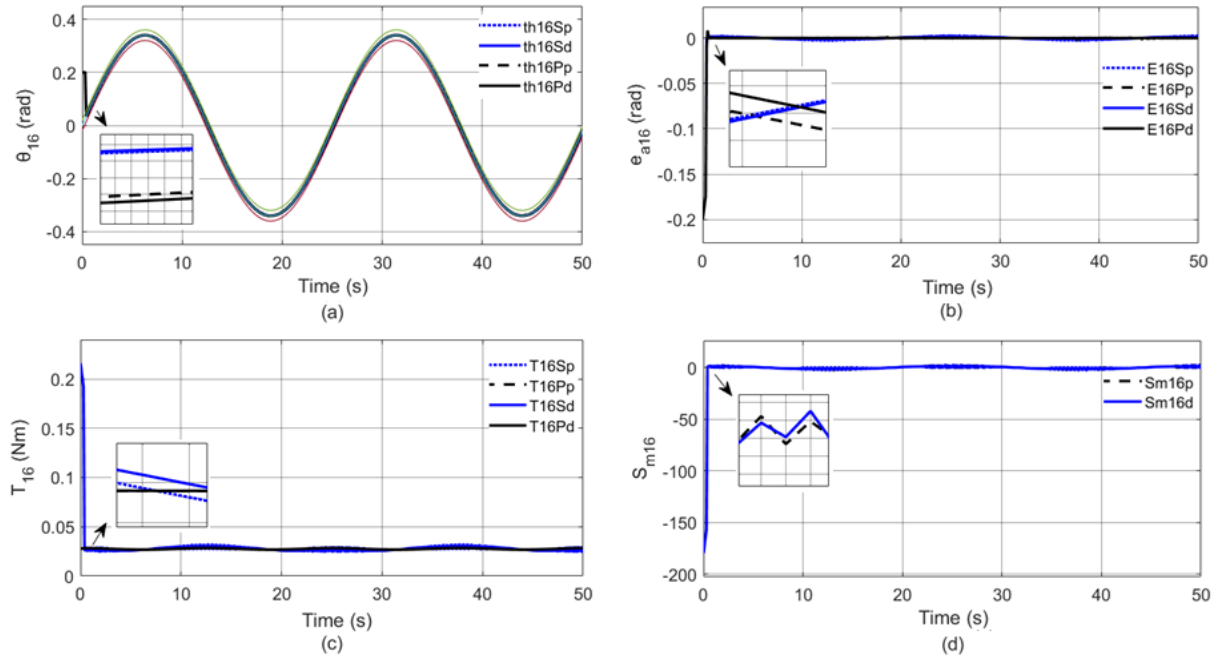 0.4
0.2
0
-0.2
-0.4
θ16 (rad)
th16Sp
th16Sd
th16Pp
th16Pd
0 10 20 30 40 50
Time (s)
(a)
0
-0.05
-0.1
-0.15
-0.2
ea16 (rad)
E16Sp
E16Pp
E16Sd
E16Pd
0 10 20 30 40 50
Time (s)
(b)
0.2
0.15
0.1
0.05
0
T16 (Nm)
T16Sp
T16Pp
T16Sd
T16Pd
0 10 20 30 40 50
Time (s)
(c)
0
-50
-100
-150
-200
Sm16
Sm16p
Sm16d
0 10 20 30 40 50
Time (s)
(d)